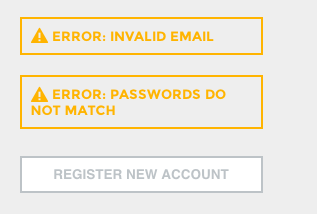 ERROR: INVALID EMAIL
ERROR: PASSWORDS DO
NOT MATCH
REGISTER NEW ACCOUNT